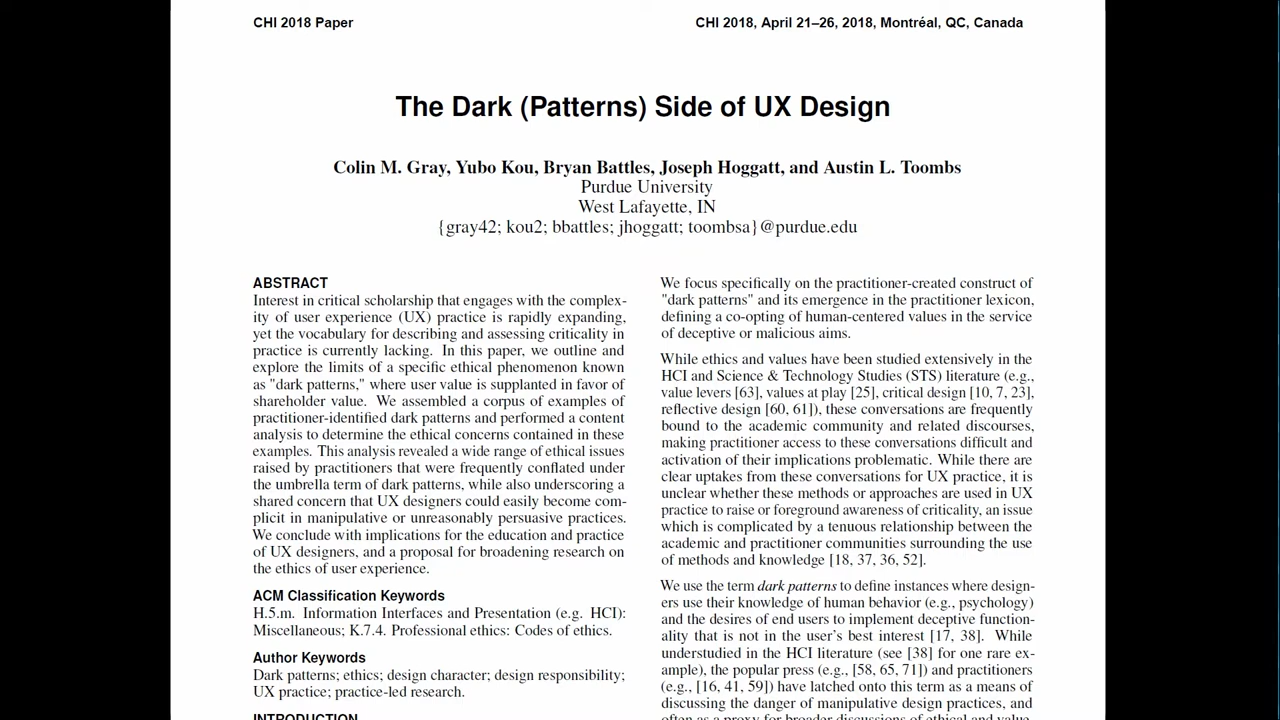 CHI 2018 Paper
CHI 2018, April 21–26, 2018, Montréal, QC, Canada
The Dark (Patterns) Side of UX Design
Colin M. Gray, Yubo Kou, Bryan Battles, Joseph Hoggatt, and Austin L. Toombs
Purdue University
West Lafayette, IN
{gray42; kou2; bbattles; jhoggatt; toombsa}@purdue.edu
ABSTRACT
Interest in critical scholarship that engages with the complex-
ity of user experience (UX) practice is rapidly expanding,
yet the vocabulary for describing and assessing criticality in
practice is currently lacking. In this paper, we outline and
explore the limits of a specific ethical phenomenon known
as "dark patterns," where user value is supplanted in favor of
shareholder value. We assembled a corpus of examples of
practitioner-identified dark patterns and performed a content
analysis to determine the ethical concerns contained in these
examples. This analysis revealed a wide range of ethical issues
raised by practitioners that were frequently conflated under
the umbrella term of dark patterns, while also underscoring a
shared concern that UX designers could easily become com-
plicit in manipulative or unreasonably persuasive practices.
We conclude with implications for the education and practice
of UX designers, and a proposal for broadening research on
the ethics of user experience.
ACM Classification Keywords
H.5.m. Information Interfaces and Presentation (e.g. HCI):
Miscellaneous; K.7.4. Professional ethics: Codes of ethics.
Author Keywords
Dark patterns; ethics; design character; design responsibility;
UX practice; practice-led research.
INTRODUCTION
We focus specifically on the practitioner-created construct of
"dark patterns" and its emergence in the practitioner lexicon,
defining a co-opting of human-centered values in the service
of deceptive or malicious aims.
While ethics and values have been studied extensively in the
HCI and Science & Technology Studies (STS) literature (e.g.,
value levers [63], values at play [25], critical design [10, 7, 23],
reflective design [60, 61]), these conversations are frequently
bound to the academic community and related discourses,
making practitioner access to these conversations difficult and
activation of their implications problematic. While there are
clear uptakes from these conversations for UX practice, it is
unclear whether these methods or approaches are used in UX
practice to raise or foreground awareness of criticality, an issue
which is complicated by a tenuous relationship between the
academic and practitioner communities surrounding the use
of methods and knowledge [18, 37, 36, 52].
We use the term dark patterns to define instances where design-
ers use their knowledge of human behavior (e.g., psychology)
and the desires of end users to implement deceptive function-
ality that is not in the user's best interest [17, 38]. While
understudied in the HCI literature (see [38] for one rare ex-
ample), the popular press (e.g., [58, 65, 71]) and practitioners
(e.g., [16, 41, 59]) have latched onto this term as a means of
discussing the danger of manipulative design practices, and
often as a proxy for broader discussions of ethical and value